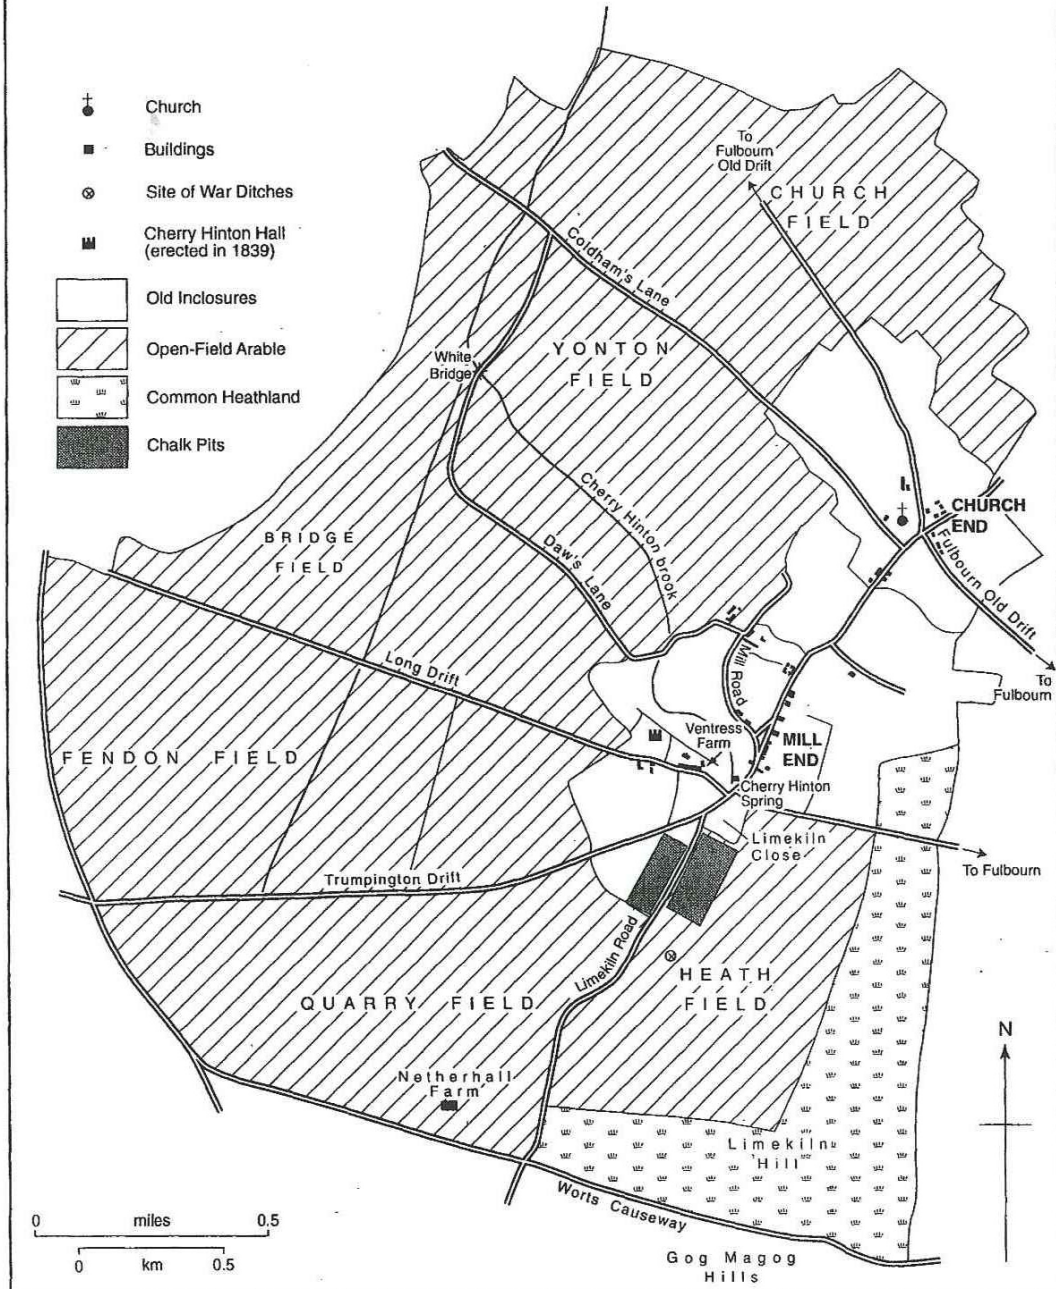 Church
Buildings
Site of War Ditches
Cherry Hinton Hall
(erected in 1839)
Old Inclosures
Open-Field Arable
Common Heathland
Chalk Pits
To
Fulbourn
Old Drift
CHURCH
FIELD
Coldham's Lane
YONTON
FIELD
White
Bridge
Cherry Hinton brook
Daw's Lane
BRIDGE
FIELD
CHURCH
END
Fulbourn Old Drift
To
Fulbourn
Long Drift
Mill Road
Ventress
Farm
MILL
END
FENDON FIELD
Cherry Hinton
Spring
Limekiln
Close
To Fulbourn
Trumpington Drift
Limekiln Road
HEATH
FIELD
QUARRY FIELD
Netherhall
Farm
N
Limekiln
Hill
Worts Causeway
Gog Magog
Hills
0 miles 0.5
0 km 0.5